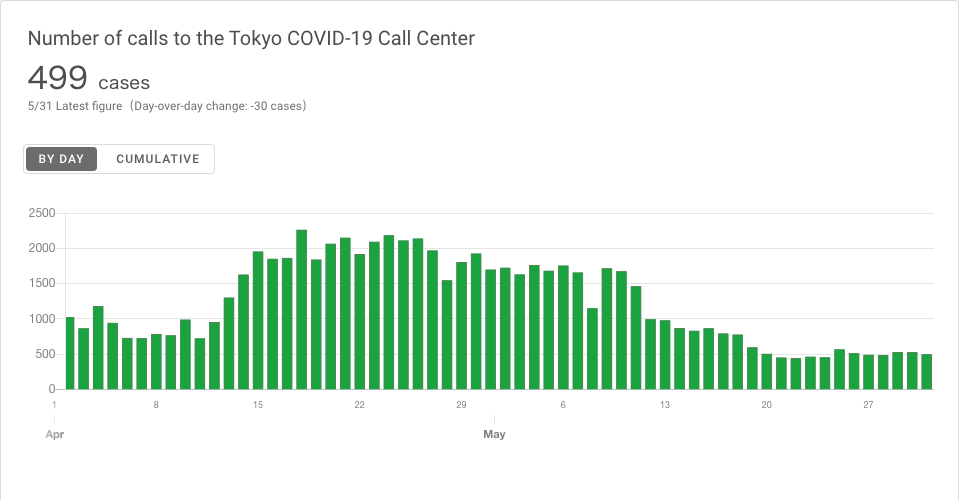 Number of calls to the Tokyo COVID-19 Call Center
499 cases
5/31 Latest figure（Day-over-day change: -30 cases）
BY DAY CUMULATIVE
2500
2000
1500
1000
500
0
1 8 15 22 29 6 13 20 27
Apr May